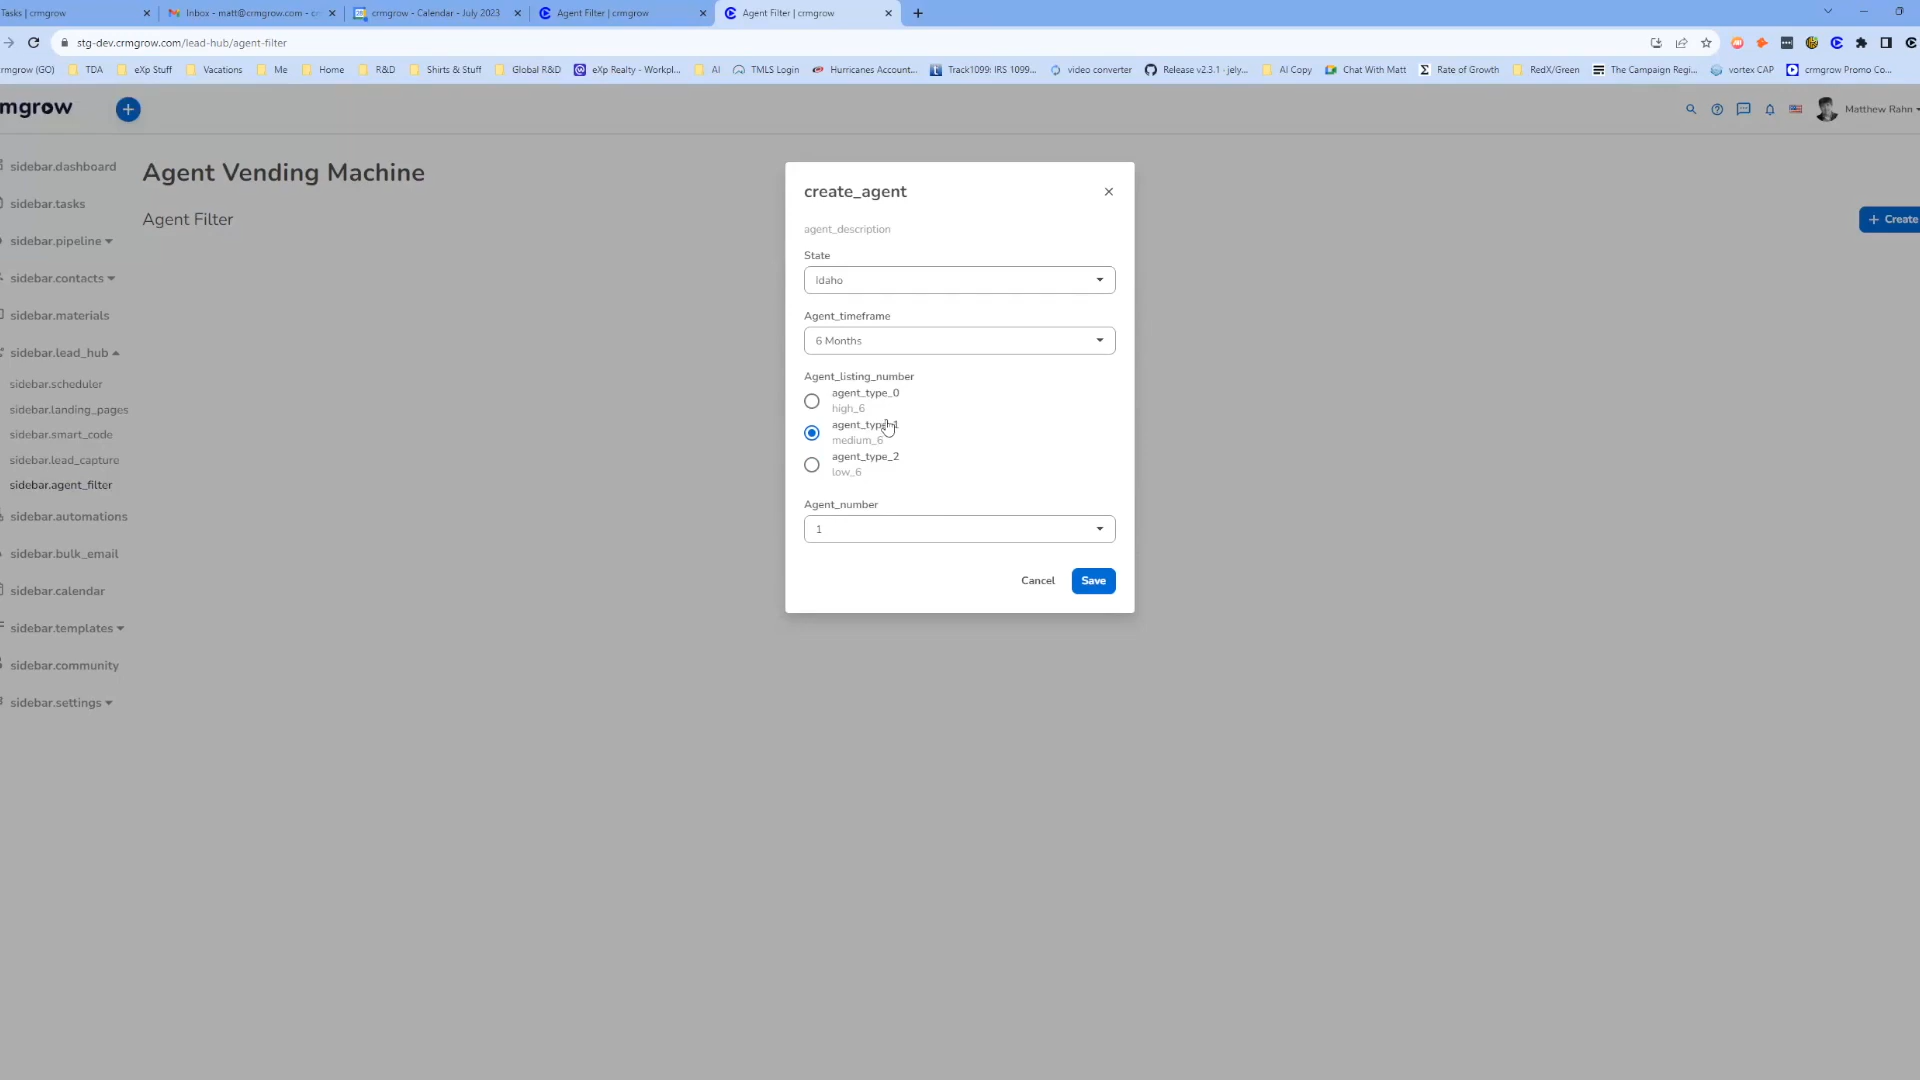 Tasks | crmgrow
Inbox - matt@crmgrow.com - cr
crmgrow - Calendar - July 2023
Agent Filter | crmgrow
Agent Filter | crmgrow
stg-dev.crmgrow.com/lead-hub/agent-filter
rmgrow (GO)
TDA
eXp Stuff
Vacations
Me
Home
R&D
Shirts & Stuff
Global R&D
eXp Realty - Workpl...
AI
TMLS Login
Hurricanes Account...
Track1099: IRS 1099...
video converter
Release v2.3.1 · jely...
AI Copy
Chat With Matt
Rate of Growth
RedX/Green
The Campaign Regi...
vortex CAP
crmgrow Promo Co...
rmgrow
Matthew Rahn
sidebar.dashboard
sidebar.tasks
sidebar.pipeline
sidebar.contacts
sidebar.materials
sidebar.lead_hub
sidebar.scheduler
sidebar.landing_pages
sidebar.smart_code
sidebar.lead_capture
sidebar.agent_filter
sidebar.automations
sidebar.bulk_email
sidebar.calendar
sidebar.templates
sidebar.community
sidebar.settings
Agent Vending Machine
Agent Filter
+ Create
create_agent
agent_description
State
Idaho
Agent_timeframe
6 Months
Agent_listing_number
agent_type_0
high_6
agent_type_1
medium_6
agent_type_2
low_6
Agent_number
1
Cancel
Save